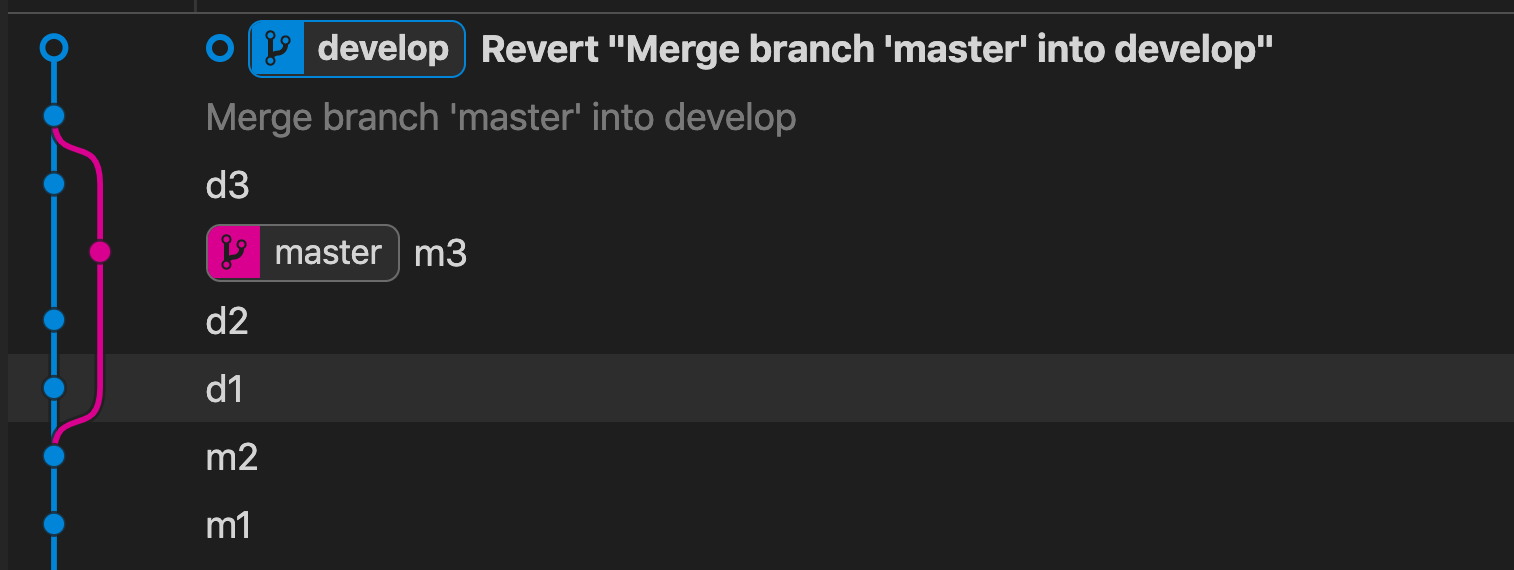 develop Revert "Merge branch 'master' into develop"
Merge branch 'master' into develop
d3
master m3
d2
d1
m2
m1